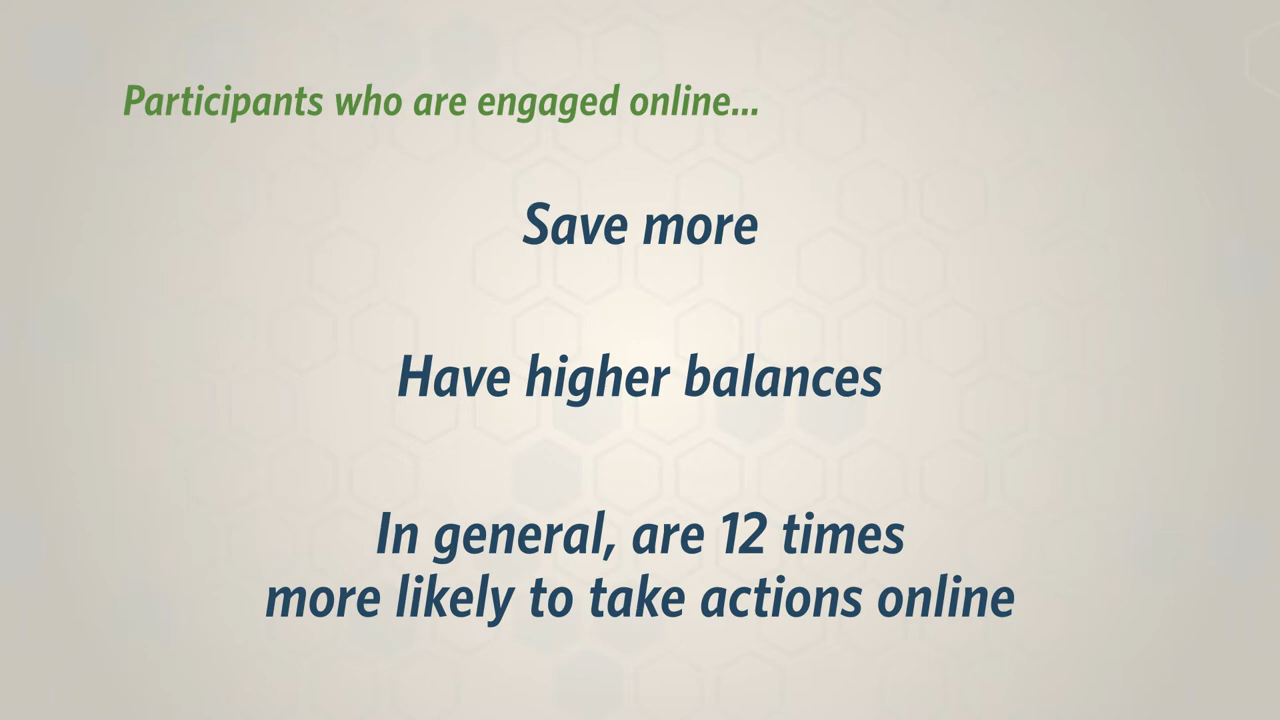 Participants who are engaged online...
Save more
Have higher balances
In general, are 12 times
more likely to take actions online